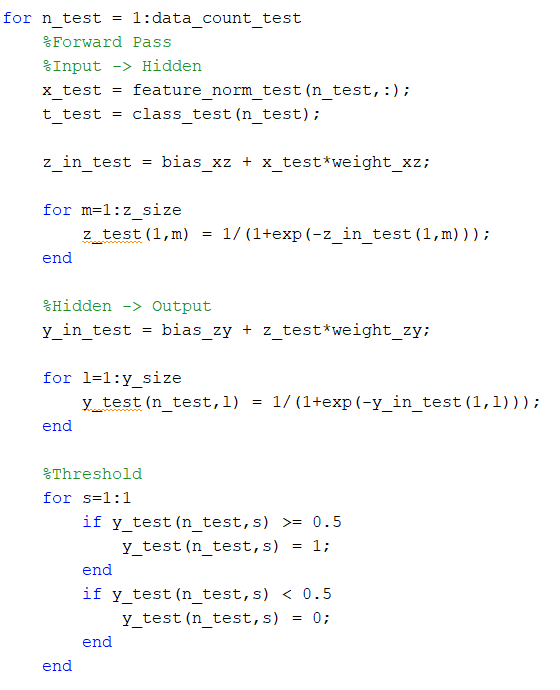 for n_test = 1:data_count_test
    %Forward Pass
    %Input -> Hidden
    x_test = feature_norm_test(n_test,:);
    t_test = class_test(n_test);

    z_in_test = bias_xz + x_test*weight_xz;

    for m=1:z_size
        z_test(1,m) = 1/(1+exp(-z_in_test(1,m)));
    end

    %Hidden -> Output
    y_in_test = bias_zy + z_test*weight_zy;

    for l=1:y_size
        y_test(n_test,l) = 1/(1+exp(-y_in_test(1,l)));
    end

    %Threshold
    for s=1:1
        if y_test(n_test,s) >= 0.5
            y_test(n_test,s) = 1;
        end
        if y_test(n_test,s) < 0.5
            y_test(n_test,s) = 0;
        end
    end